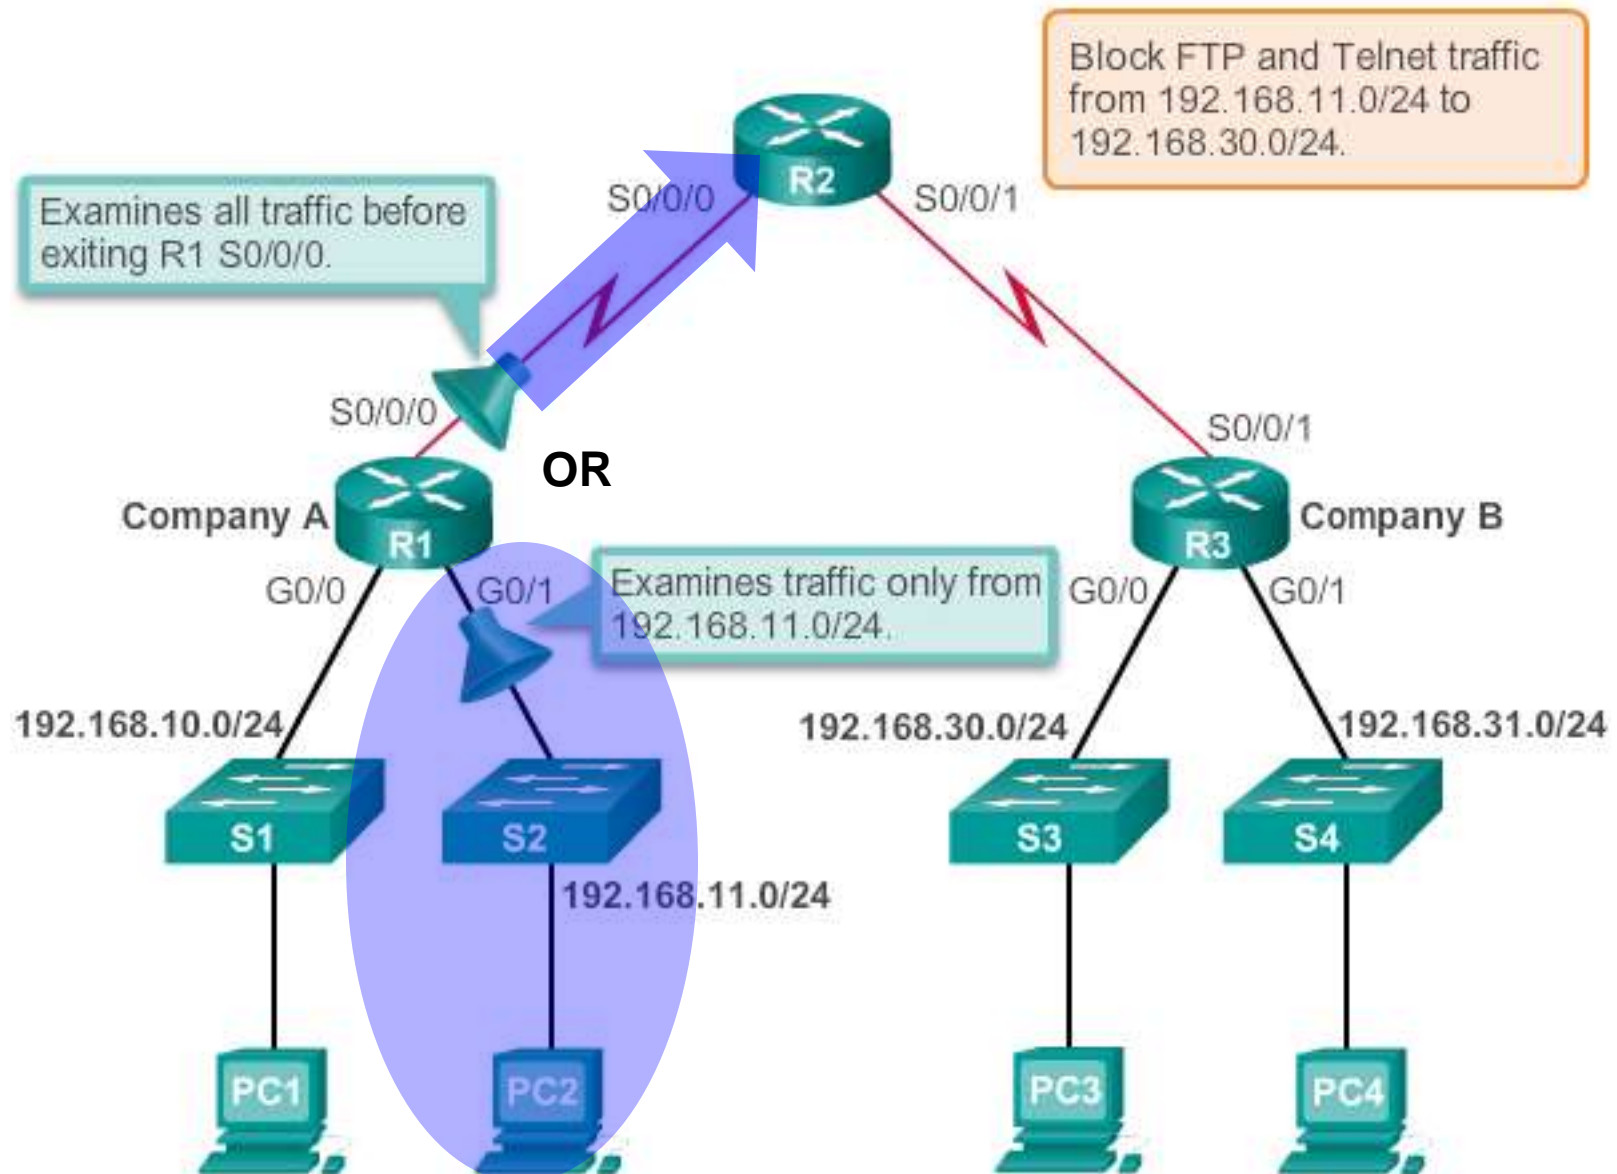 Block FTP and Telnet traffic
from 192.168.11.0/24 to
192.168.30.0/24.
R2
S0/0/0
S0/0/1
Examines all traffic before
exiting R1 S0/0/0.
S0/0/0
S0/0/1
OR
Company A
R1
R3
Company B
G0/0
G0/1
Examines traffic only from
192.168.11.0/24.
G0/0
G0/1
192.168.10.0/24
192.168.30.0/24
192.168.31.0/24
S1
S2
S3
S4
192.168.11.0/24
PC1
PC2
PC3
PC4